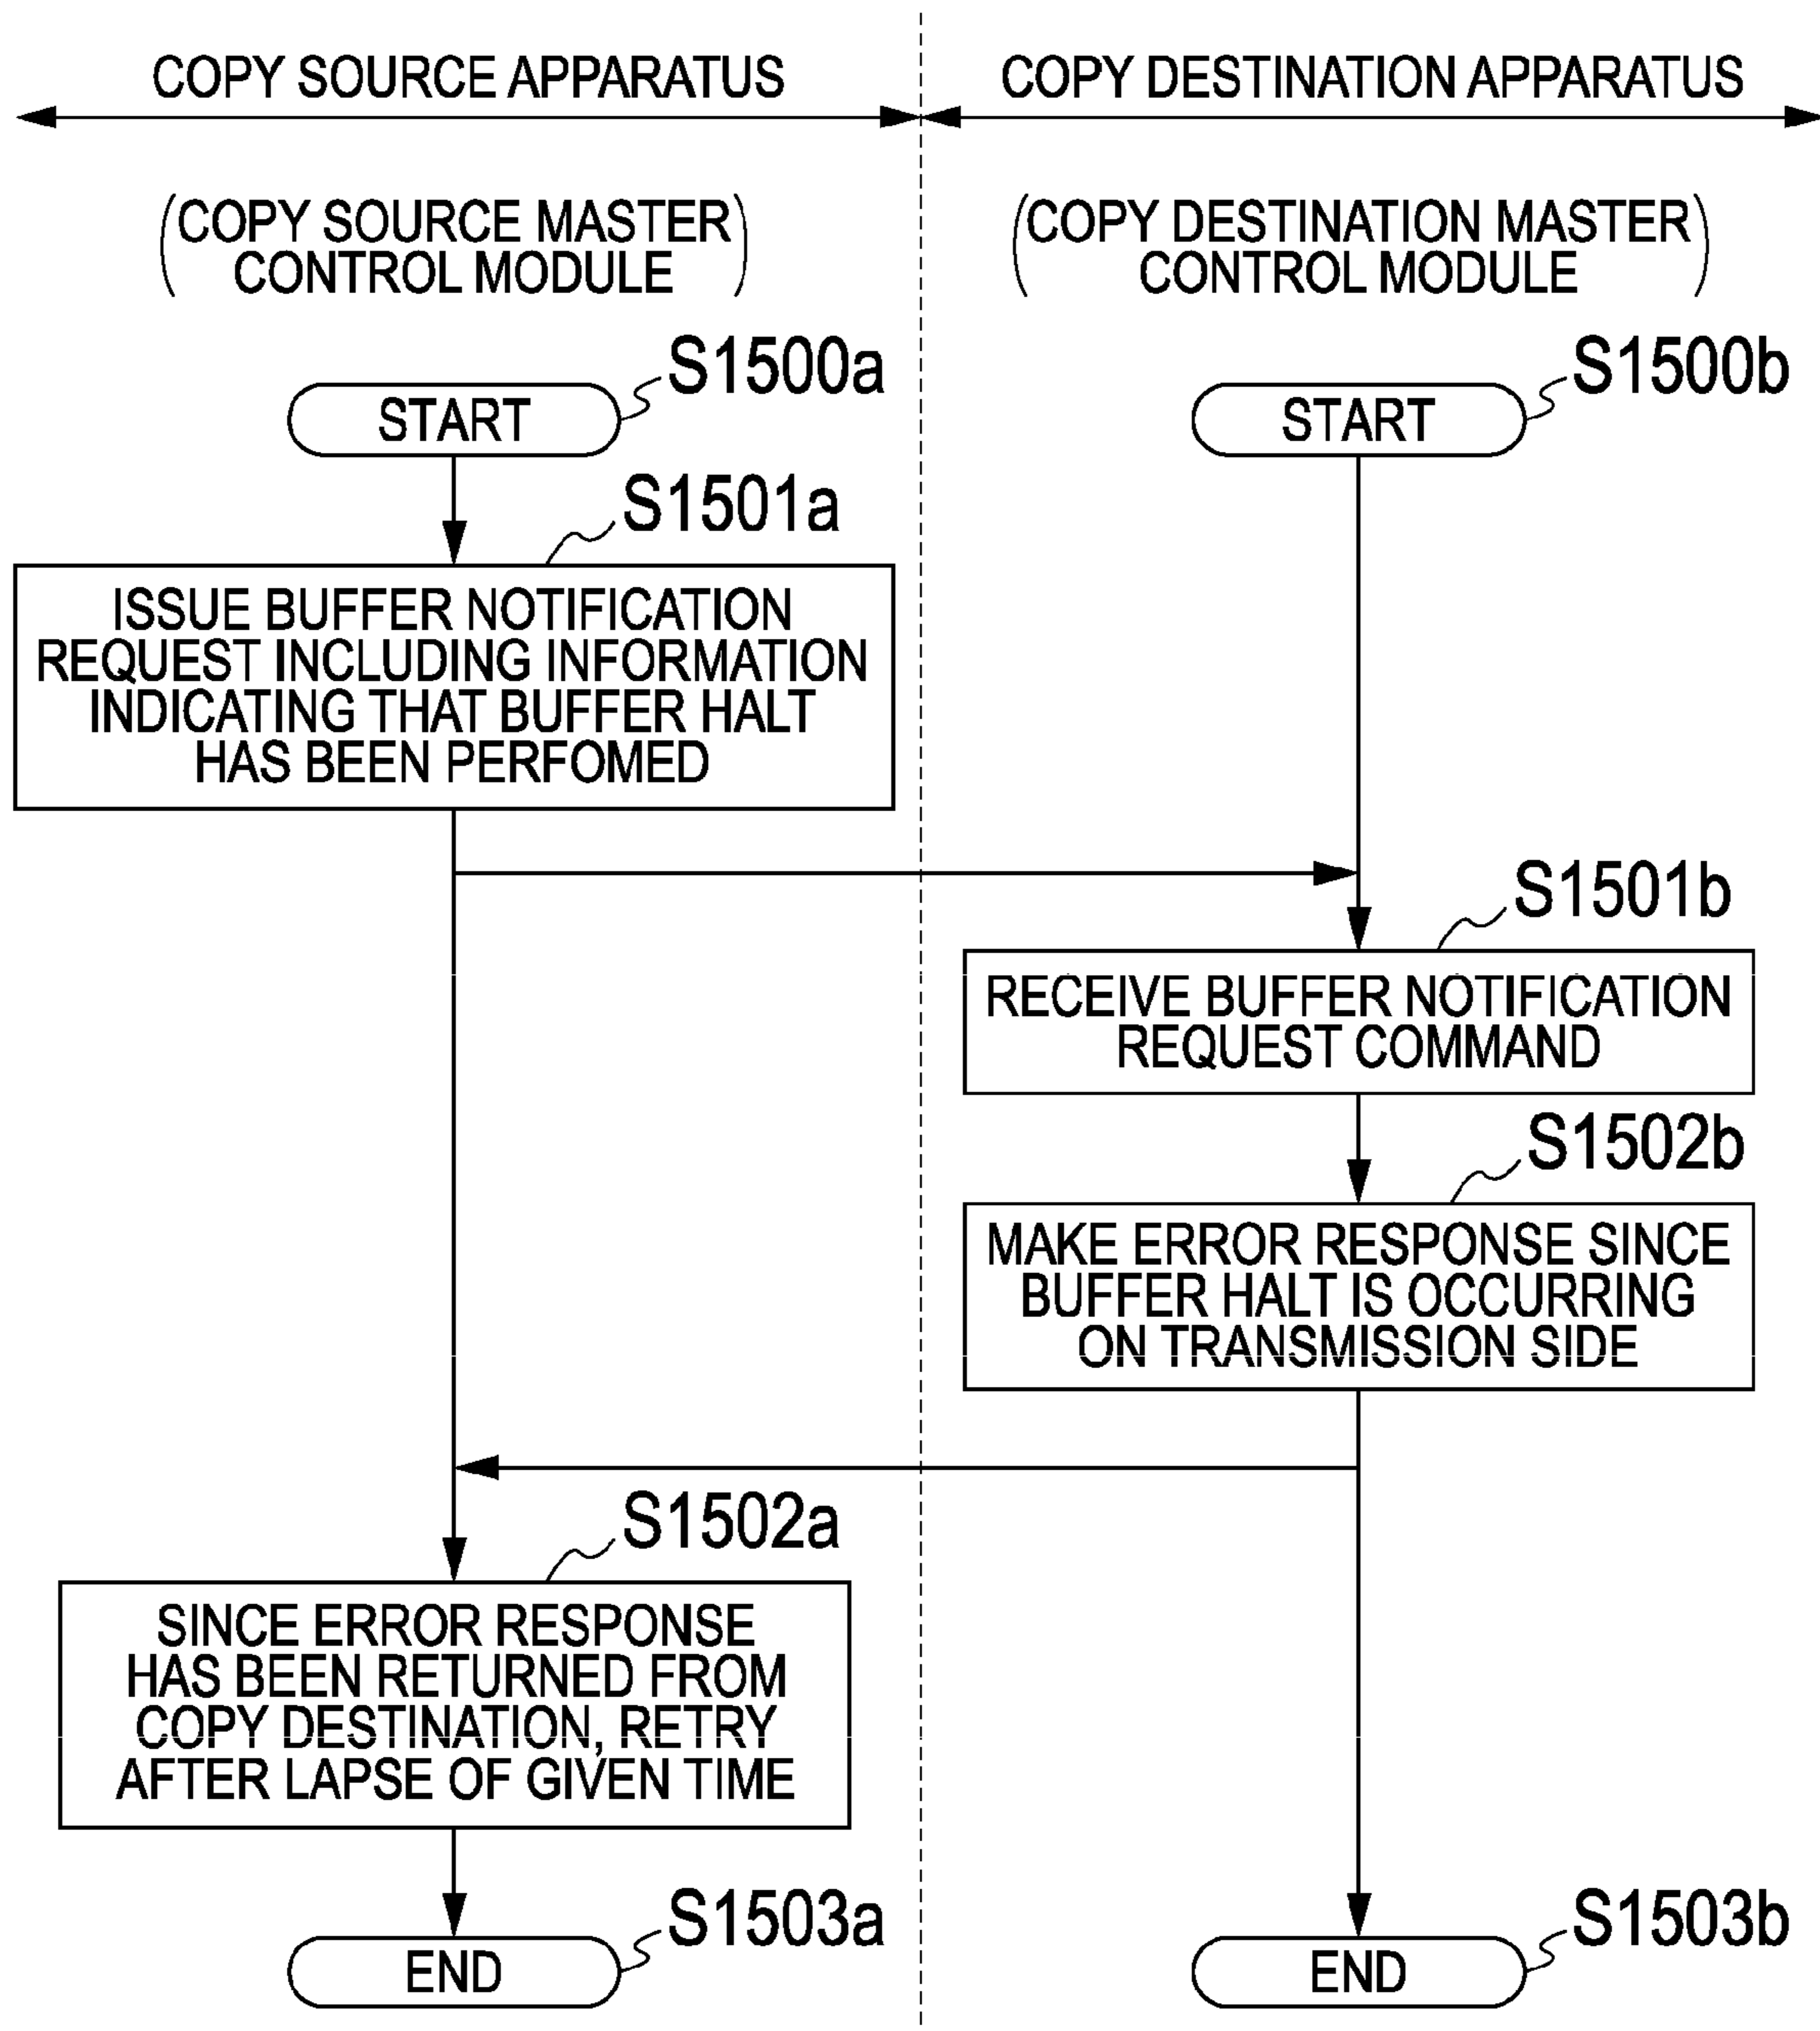 COPY SOURCE APPARATUS
COPY DESTINATION APPARATUS
(COPY SOURCE MASTER
CONTROL MODULE)
(COPY DESTINATION MASTER
CONTROL MODULE)
S1500a
START
S1500b
START
S1501a
ISSUE BUFFER NOTIFICATION
REQUEST INCLUDING INFORMATION
INDICATING THAT BUFFER HALT
HAS BEEN PERFOMED
S1501b
RECEIVE BUFFER NOTIFICATION
REQUEST COMMAND
S1502b
MAKE ERROR RESPONSE SINCE
BUFFER HALT IS OCCURRING
ON TRANSMISSION SIDE
S1502a
SINCE ERROR RESPONSE
HAS BEEN RETURNED FROM
COPY DESTINATION, RETRY
AFTER LAPSE OF GIVEN TIME
S1503a
END
S1503b
END